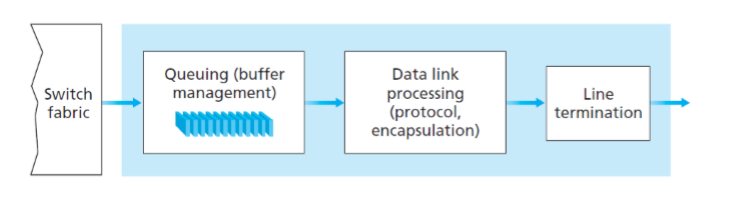 Switch
fabric
Queuing (buffer
management)
Data link
processing
(protocol,
encapsulation)
Line
termination